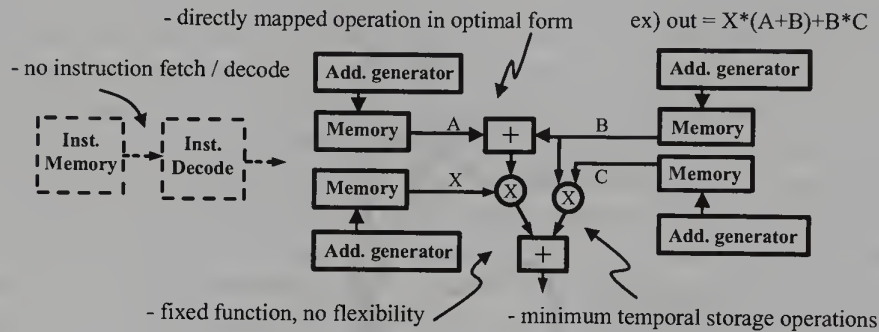 - directly mapped operation in optimal form
ex) out = X*(A+B)+B*C
- no instruction fetch / decode
Add. generator
Add. generator
Inst.
Memory
Inst.
Decode
Memory
A
+
B
Memory
Memory
X
X
X
C
Memory
Add. generator
+
Add. generator
- fixed function, no flexibility
- minimum temporal storage operations